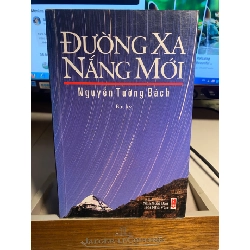 ĐƯỜNG XA
NẮNG MỚI
Nguyễn Tường Bách